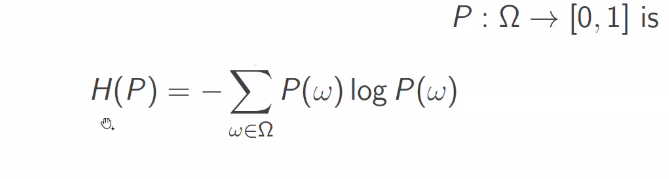 P : Ω → [0, 1] is
H(P) = − ∑ P(ω) log P(ω)
ω∈Ω